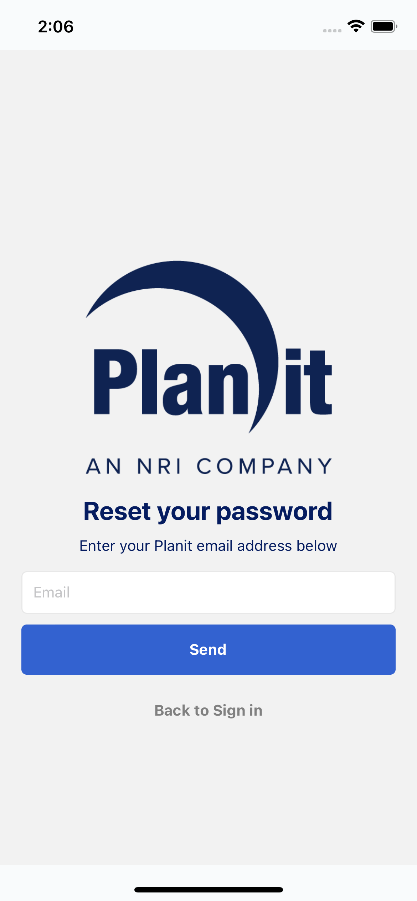 2:06
Planit
AN NRI COMPANY
Reset your password
Enter your Planit email address below
Email
Send
Back to Sign in